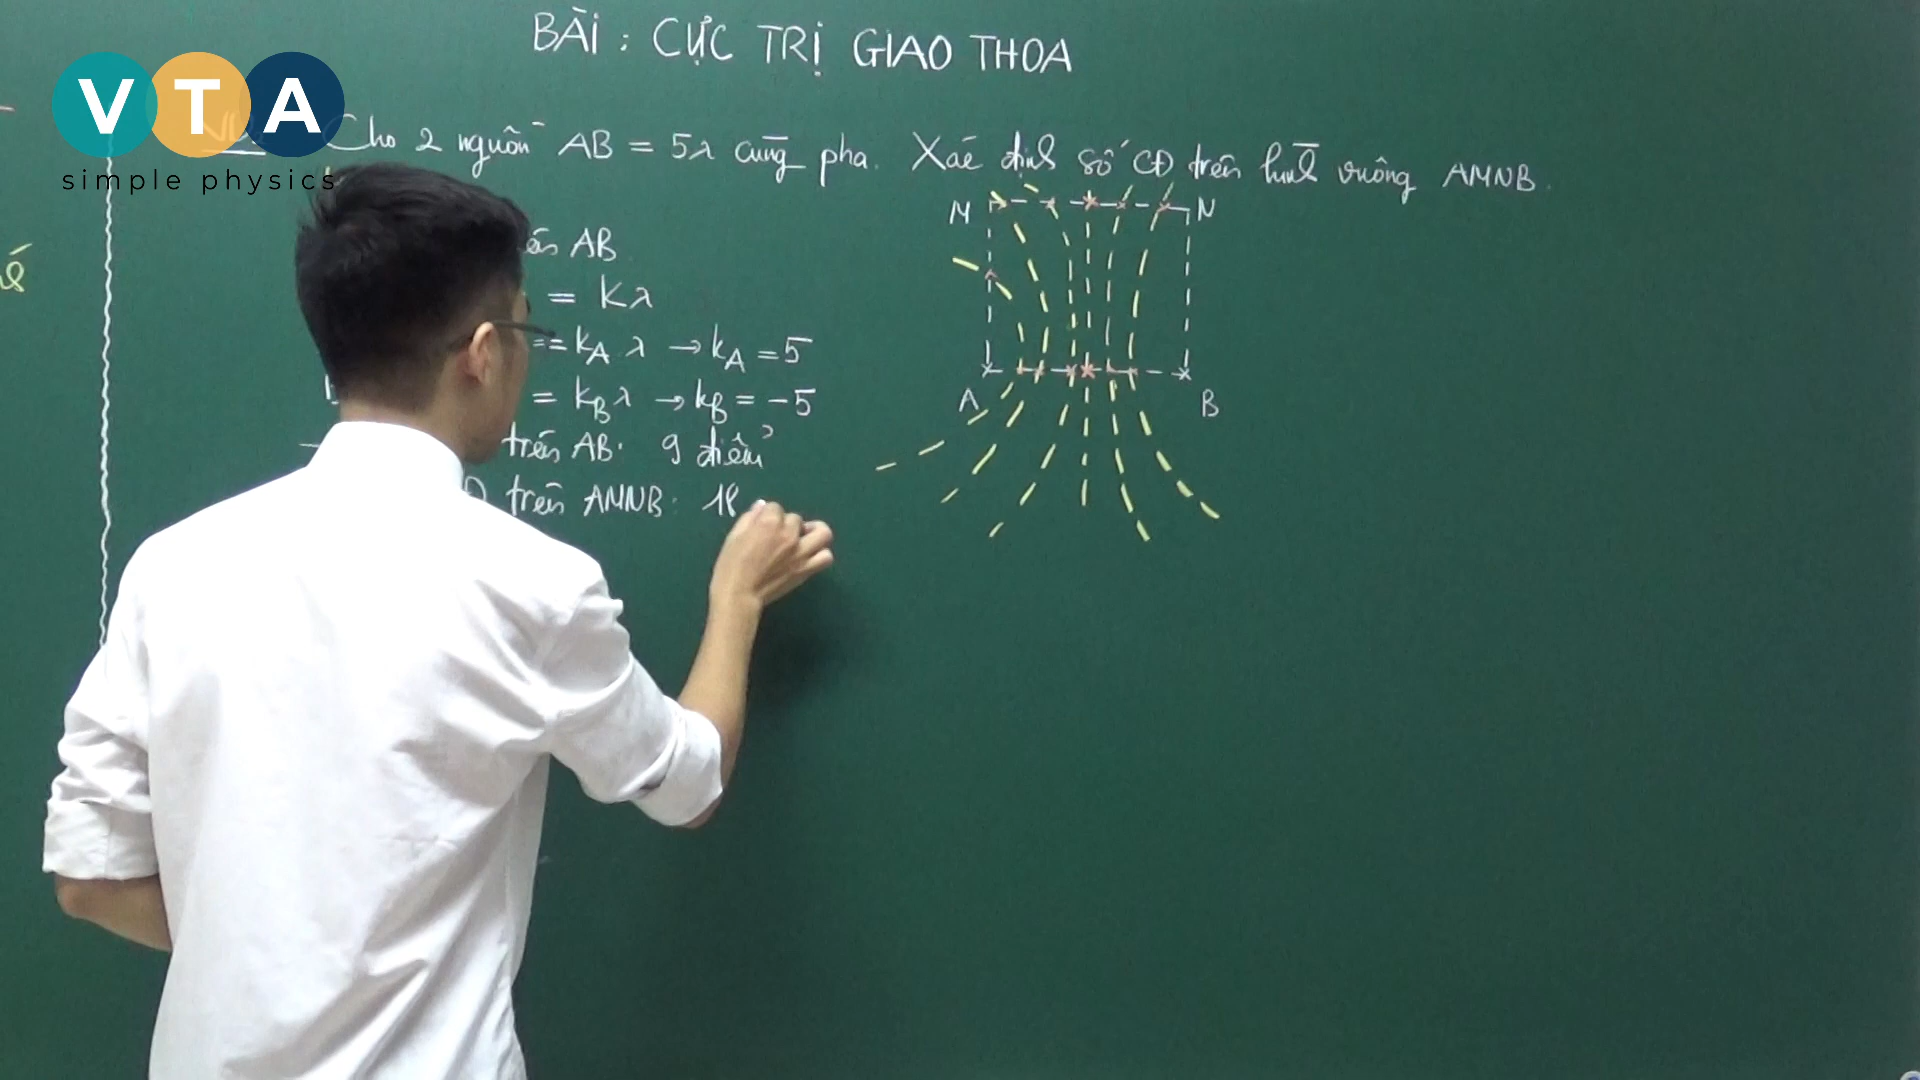 BÀI : CỰC TRỊ GIAO THOA
VTA
simple physics
Cho 2 nguồn AB = 5λ cùng pha. Xác định số CĐ trên hình vuông AMNB.
AB
= Kλ
= kA λ → kA = 5
= kB λ → kB = -5
trên AB: 9 điểm
trên AMNB: 18
M
N
A
B